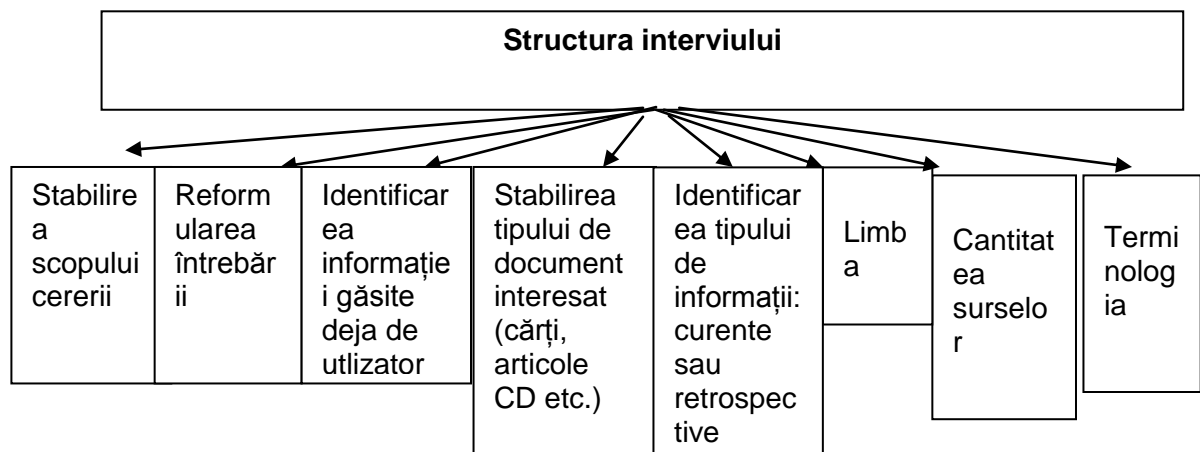 Structura interviului
Stabilire
a
scopului
cererii
Reform
ularea
întrebăr
ii
Identificar
ea
informație
i găsite
deja de
utlizator
Stabilirea
tipului de
document
interesat
(cărți,
articole
CD etc.)
Identificar
ea tipului
de
informații:
curente
sau
retrospec
tive
Limb
a
Cantitat
ea
surselo
r
Termi
nolog
ia